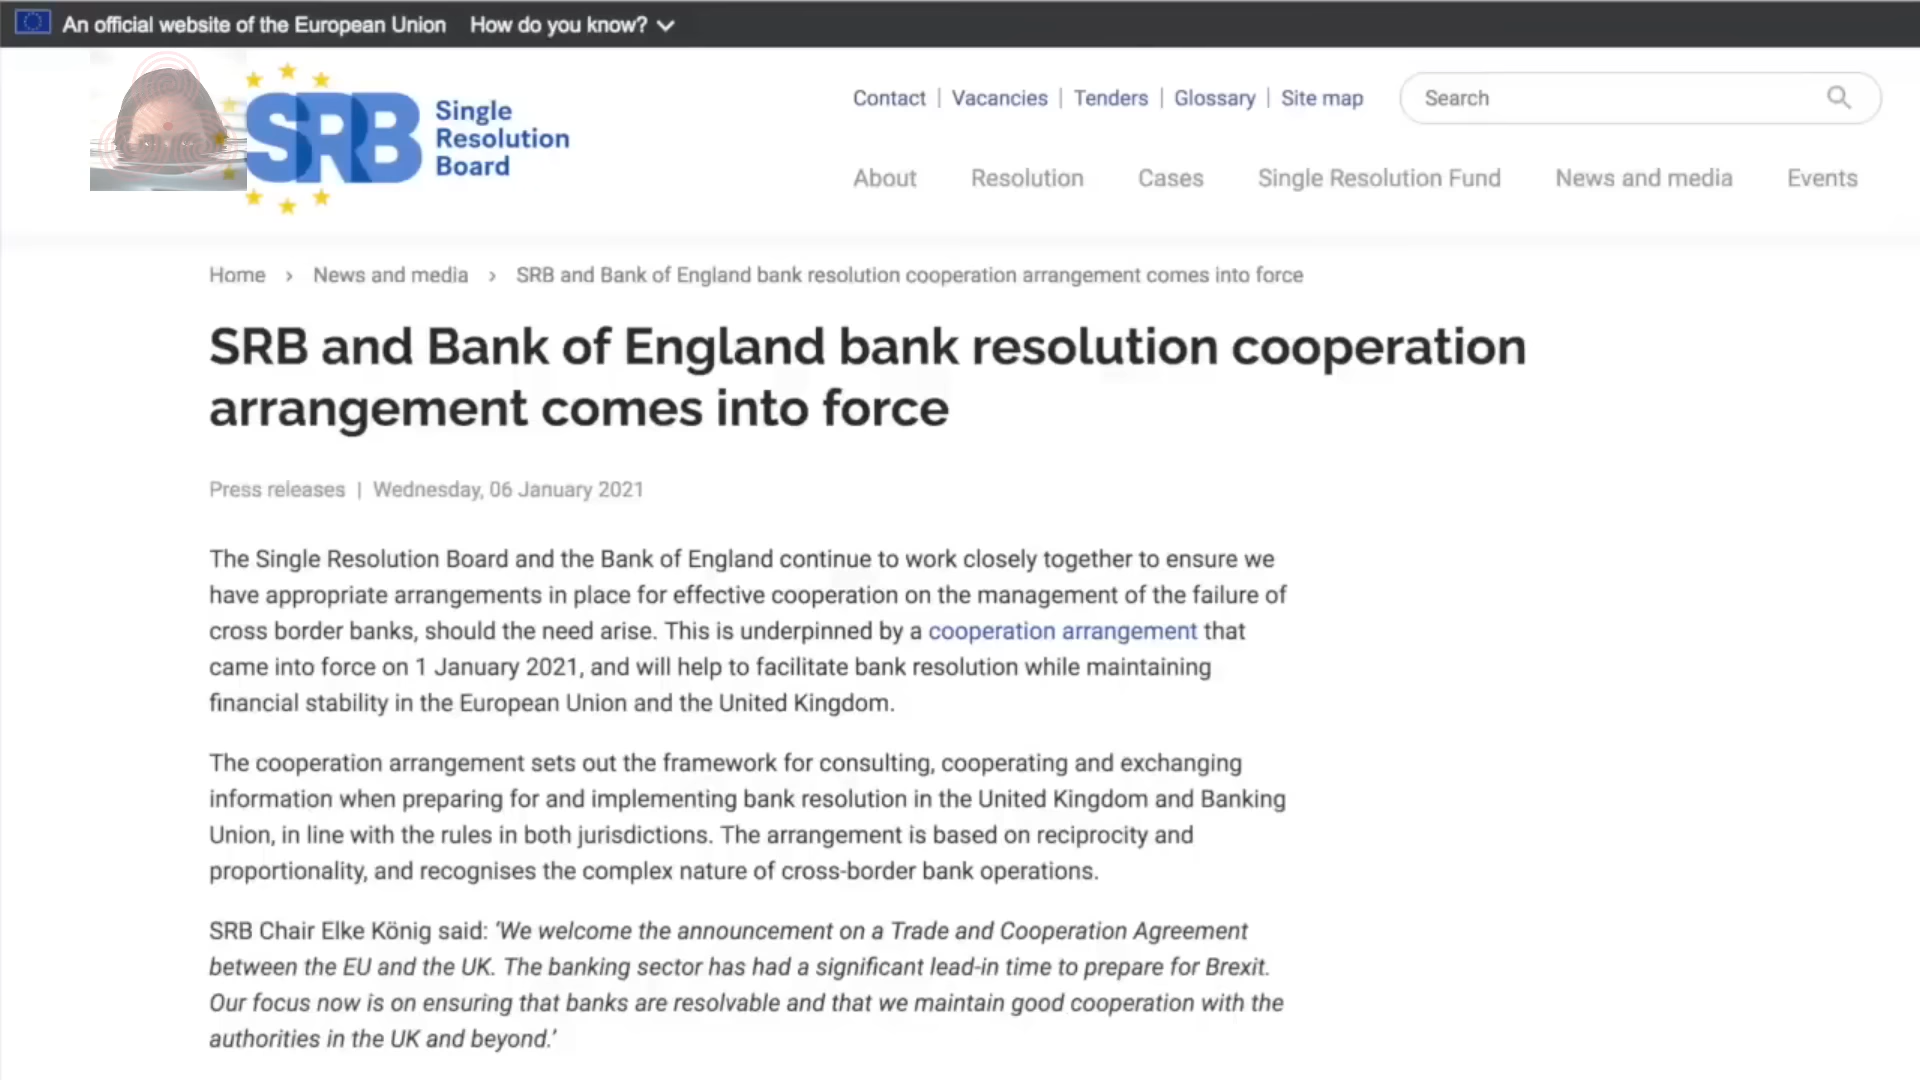 An official website of the European Union How do you know?
SRB
Single
Resolution
Board
Contact | Vacancies | Tenders | Glossary | Site map
Search
About Resolution Cases Single Resolution Fund News and media Events
Home › News and media › SRB and Bank of England bank resolution cooperation arrangement comes into force
SRB and Bank of England bank resolution cooperation
arrangement comes into force
Press releases | Wednesday, 06 January 2021
The Single Resolution Board and the Bank of England continue to work closely together to ensure we
have appropriate arrangements in place for effective cooperation on the management of the failure of
cross border banks, should the need arise. This is underpinned by a cooperation arrangement that
came into force on 1 January 2021, and will help to facilitate bank resolution while maintaining
financial stability in the European Union and the United Kingdom.
The cooperation arrangement sets out the framework for consulting, cooperating and exchanging
information when preparing for and implementing bank resolution in the United Kingdom and Banking
Union, in line with the rules in both jurisdictions. The arrangement is based on reciprocity and
proportionality, and recognises the complex nature of cross-border bank operations.
SRB Chair Elke König said: ‘We welcome the announcement on a Trade and Cooperation Agreement
between the EU and the UK. The banking sector has had a significant lead-in time to prepare for Brexit.
Our focus now is on ensuring that banks are resolvable and that we maintain good cooperation with the
authorities in the UK and beyond.’